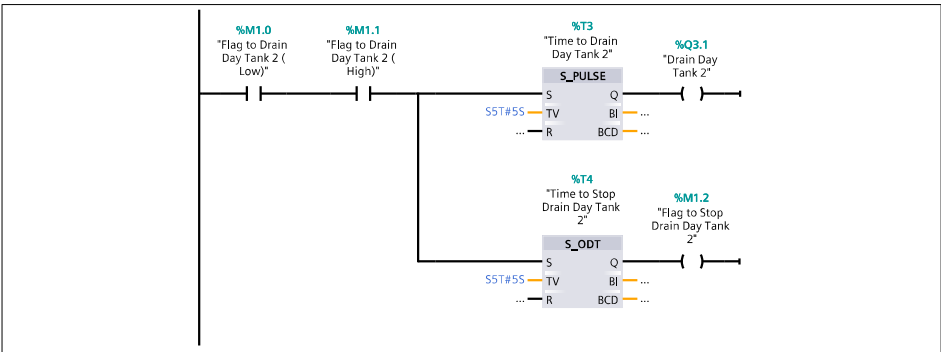 %M1.0
"Flag to Drain
Day Tank 2 (
Low)"
%M1.1
"Flag to Drain
Day Tank 2 (
High)"
%T3
"Time to Drain
Day Tank 2"
S_PULSE
S
Q
S5T#5S
TV
BI
...
...
R
BCD
...
%Q3.1
"Drain Day
Tank 2"
%T4
"Time to Stop
Drain Day Tank
2"
S_ODT
S
Q
S5T#5S
TV
BI
...
...
R
BCD
...
%M1.2
"Flag to Stop
Drain Day Tank
2"